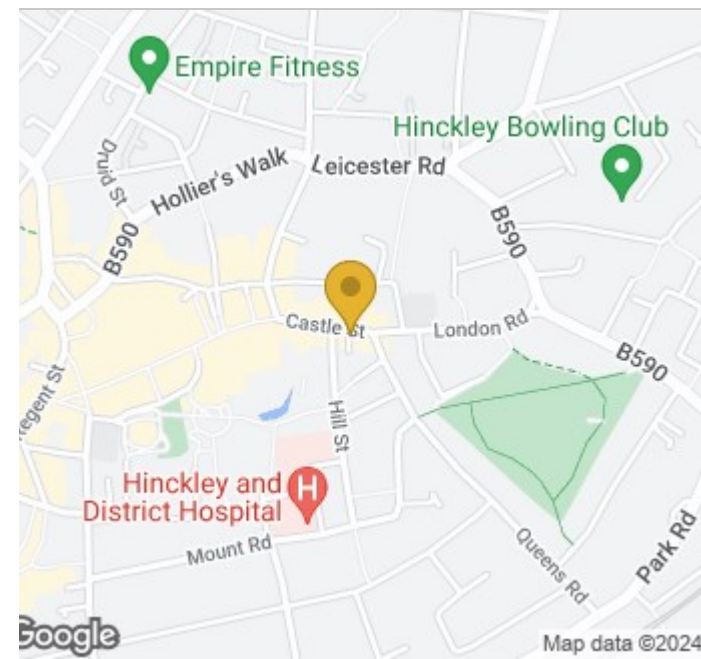 Empire Fitness
Hinckley Bowling Club
Druid St
Hollier's Walk
Leicester Rd
B590
B590
Castle St
London Rd
B590
Regent St
Hill St
Hinckley and
District Hospital
H
Mount Rd
Queens Rd
Park Rd
Google
Map data ©2024